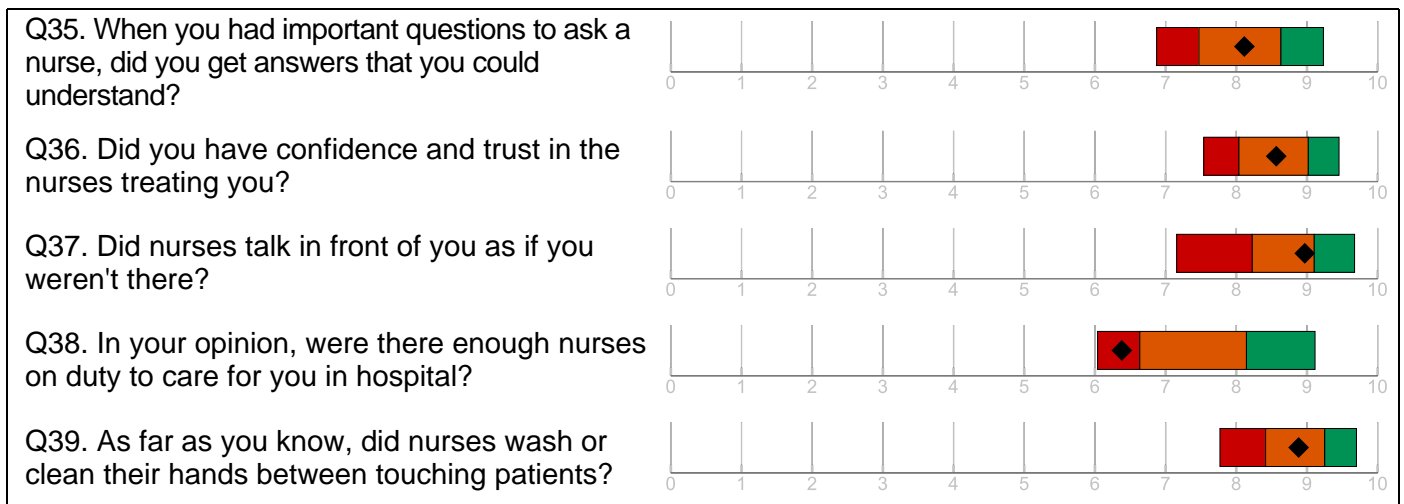 Q35. When you had important questions to ask a
nurse, did you get answers that you could
understand?
0 1 2 3 4 5 6 7 8 9 10
Q36. Did you have confidence and trust in the
nurses treating you?
0 1 2 3 4 5 6 7 8 9 10
Q37. Did nurses talk in front of you as if you
weren't there?
0 1 2 3 4 5 6 7 8 9 10
Q38. In your opinion, were there enough nurses
on duty to care for you in hospital?
0 1 2 3 4 5 6 7 8 9 10
Q39. As far as you know, did nurses wash or
clean their hands between touching patients?
0 1 2 3 4 5 6 7 8 9 10